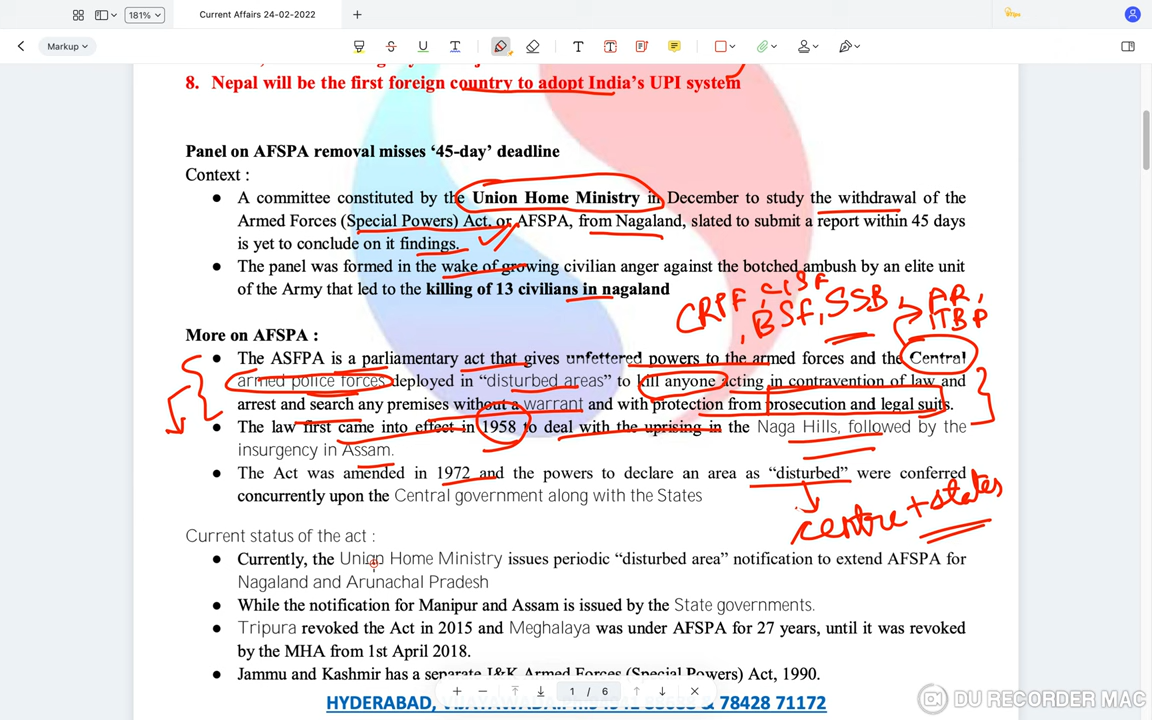 Current Affairs 24-02-2022
181%
Markup
8. Nepal will be the first foreign country to adopt India's UPI system
Panel on AFSPA removal misses '45-day' deadline
Context :
• A committee constituted by the Union Home Ministry in December to study the withdrawal of the
Armed Forces (Special Powers) Act, or AFSPA, from Nagaland, slated to submit a report within 45 days
is yet to conclude on it findings.
• The panel was formed in the wake of growing civilian anger against the botched ambush by an elite unit
of the Army that led to the killing of 13 civilians in nagaland
CRPF, CISF, BSF, SSB, AR, ITBP
More on AFSPA :
• The ASFPA is a parliamentary act that gives unfettered powers to the armed forces and the Central
armed police forces deployed in "disturbed areas" to kill anyone acting in contravention of law and
arrest and search any premises without a warrant and with protection from prosecution and legal suits.
• The law first came into effect in 1958 to deal with the uprising in the Naga Hills, followed by the
insurgency in Assam.
• The Act was amended in 1972 and the powers to declare an area as "disturbed" were conferred
concurrently upon the Central government along with the States
centre + states
Current status of the act :
• Currently, the Union Home Ministry issues periodic "disturbed area" notification to extend AFSPA for
Nagaland and Arunachal Pradesh
• While the notification for Manipur and Assam is issued by the State governments.
• Tripura revoked the Act in 2015 and Meghalaya was under AFSPA for 27 years, until it was revoked
by the MHA from 1st April 2018.
• Jammu and Kashmir has a separate J&K Armed Forces (Special Powers) Act, 1990.
1 / 6
HYDERABAD, & 78428 71172
DU RECORDER MAC